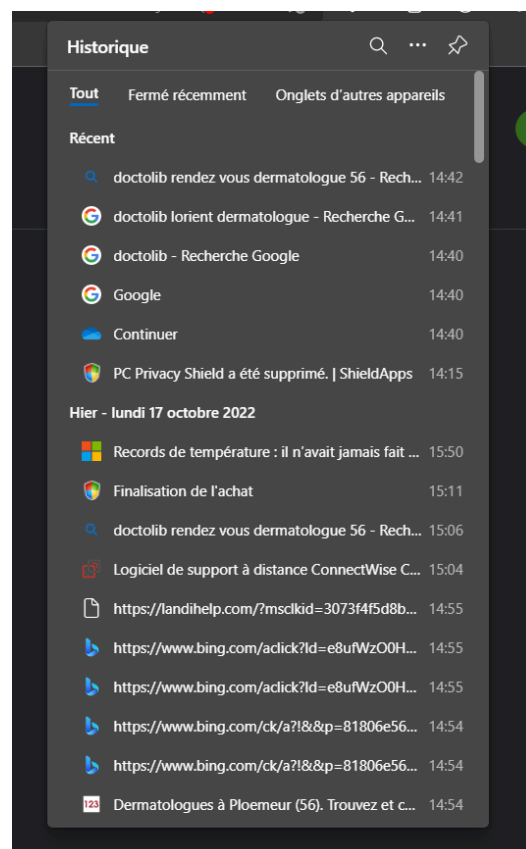 Historique
Tout Fermé récemment Onglets d'autres appareils
Récent
doctolib rendez vous dermatologue 56 - Rech... 14:42
doctolib lorient dermatologue - Recherche G... 14:41
doctolib - Recherche Google 14:40
Google 14:40
Continuer 14:40
PC Privacy Shield a été supprimé. | ShieldApps 14:15
Hier - lundi 17 octobre 2022
Records de température : il n'avait jamais fait ... 15:50
Finalisation de l'achat 15:11
doctolib rendez vous dermatologue 56 - Rech... 15:06
Logiciel de support à distance ConnectWise C... 15:04
https://landihelp.com/?msclkid=3073f4f5d8b... 14:55
https://www.bing.com/aclick?ld=e8ufWzO0H... 14:55
https://www.bing.com/aclick?ld=e8ufWzO0H... 14:55
https://www.bing.com/ck/a?!&&p=81806e56... 14:54
https://www.bing.com/ck/a?!&&p=81806e56... 14:54
123 Dermatologues à Ploemeur (56). Trouvez et c... 14:54